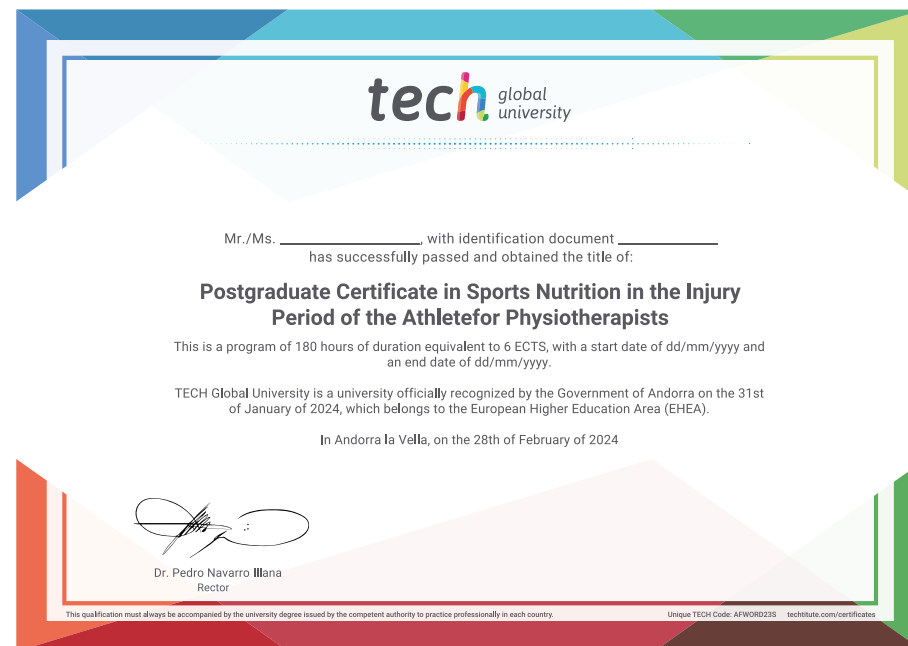 tech global
university
Mr./Ms. ____________________, with identification document ______________
has successfully passed and obtained the title of:
Postgraduate Certificate in Sports Nutrition in the Injury
Period of the Athletefor Physiotherapists
This is a program of 180 hours of duration equivalent to 6 ECTS, with a start date of dd/mm/yyyy and
an end date of dd/mm/yyyy.
TECH Global University is a university officially recognized by the Government of Andorra on the 31st
of January of 2024, which belongs to the European Higher Education Area (EHEA).
In Andorra la Vella, on the 28th of February of 2024
Dr. Pedro Navarro Illana
Rector
This qualification must always be accompanied by the university degree issued by the competent authority to practice professionally in each country.
Unique TECH Code: AFWORD23S techtitute.com/certificates